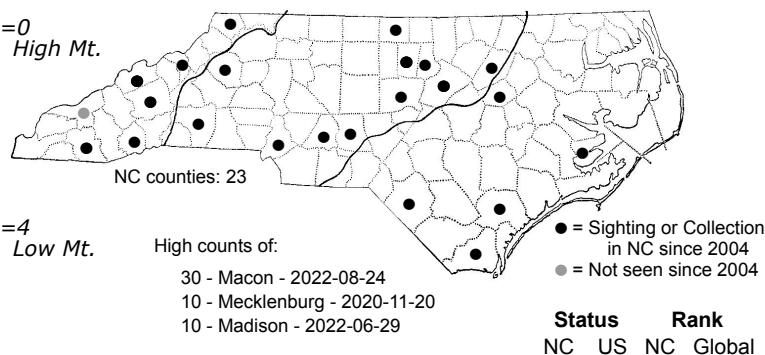 =0
High Mt.
NC counties: 23
=4
Low Mt.
High counts of:
30 - Macon - 2022-08-24
10 - Mecklenburg - 2020-11-20
10 - Madison - 2022-06-29
● = Sighting or Collection
in NC since 2004
● = Not seen since 2004
Status Rank
NC US NC Global